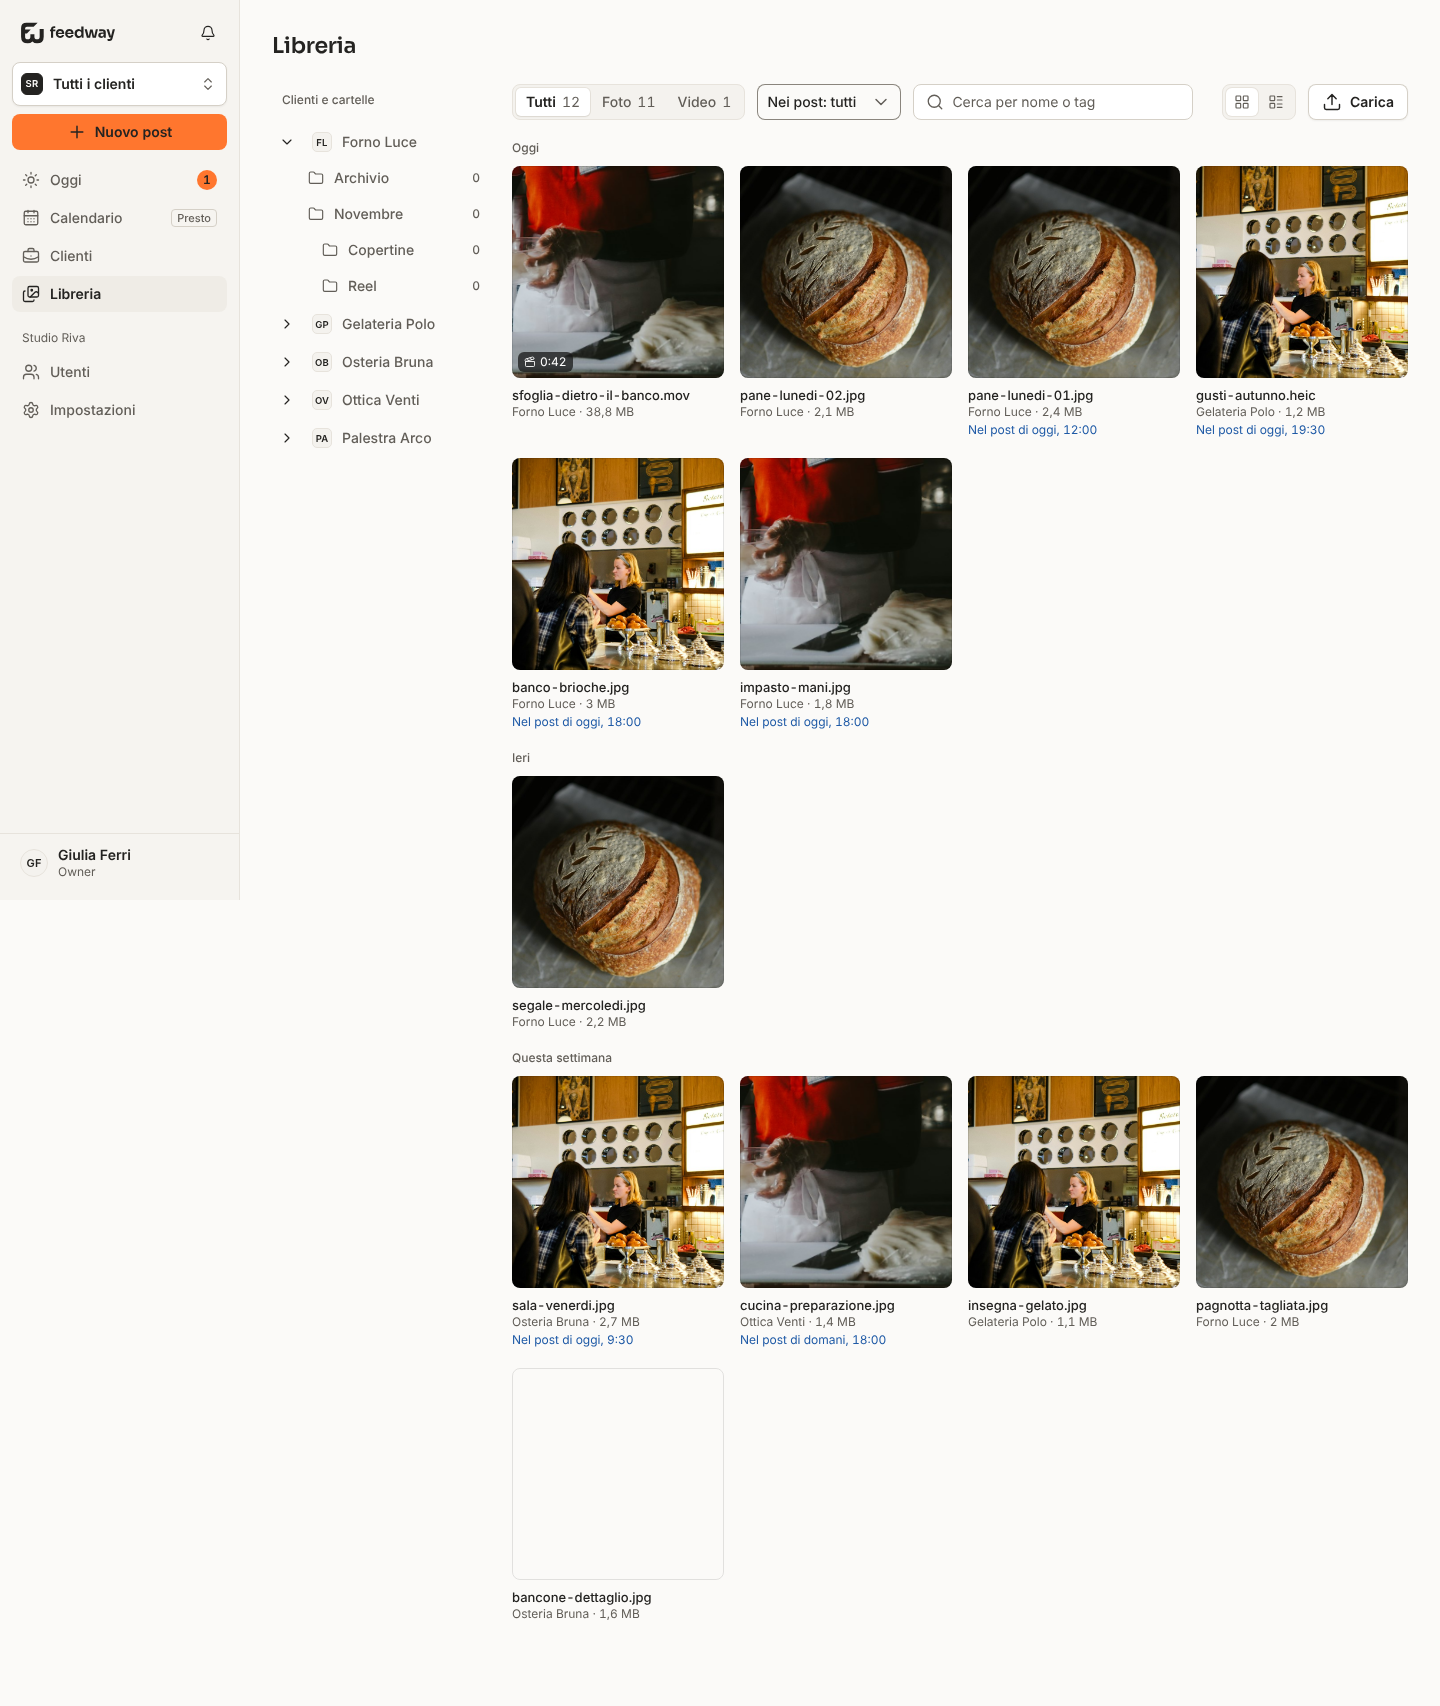 feedway
SR Tutti i clienti
Nuovo post
Oggi 1
Calendario Presto
Clienti
Libreria
Studio Riva
Utenti
Impostazioni
GF Giulia Ferri
Owner
Libreria
Clienti e cartelle
FL Forno Luce
Archivio 0
Novembre 0
Copertine 0
Reel 0
GP Gelateria Polo
OB Osteria Bruna
OV Ottica Venti
PA Palestra Arco
Tutti 12 Foto 11 Video 1 Nei post: tutti Cerca per nome o tag Carica
Oggi
0:42
sfoglia-dietro-il-banco.mov
Forno Luce · 38,8 MB
pane-lunedi-02.jpg
Forno Luce · 2,1 MB
pane-lunedi-01.jpg
Forno Luce · 2,4 MB
Nel post di oggi, 12:00
gusti-autunno.heic
Gelateria Polo · 1,2 MB
Nel post di oggi, 19:30
banco-brioche.jpg
Forno Luce · 3 MB
Nel post di oggi, 18:00
impasto-mani.jpg
Forno Luce · 1,8 MB
Nel post di oggi, 18:00
Ieri
segale-mercoledi.jpg
Forno Luce · 2,2 MB
Questa settimana
sala-venerdi.jpg
Osteria Bruna · 2,7 MB
Nel post di oggi, 9:30
cucina-preparazione.jpg
Ottica Venti · 1,4 MB
Nel post di domani, 18:00
insegna-gelato.jpg
Gelateria Polo · 1,1 MB
pagnotta-tagliata.jpg
Forno Luce · 2 MB
bancone-dettaglio.jpg
Osteria Bruna · 1,6 MB